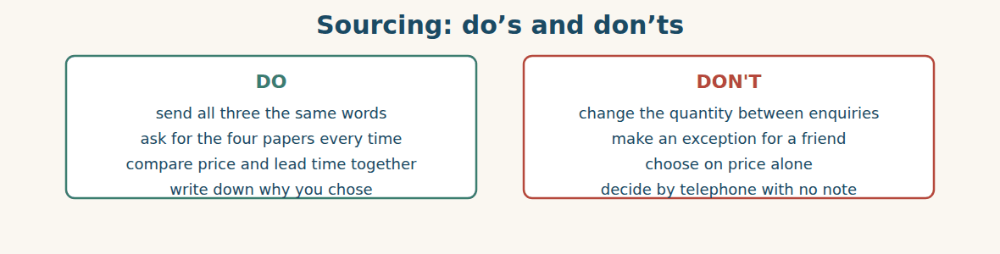 Sourcing: do’s and don’ts
DO
send all three the same words
ask for the four papers every time
compare price and lead time together
write down why you chose
DON'T
change the quantity between enquiries
make an exception for a friend
choose on price alone
decide by telephone with no note